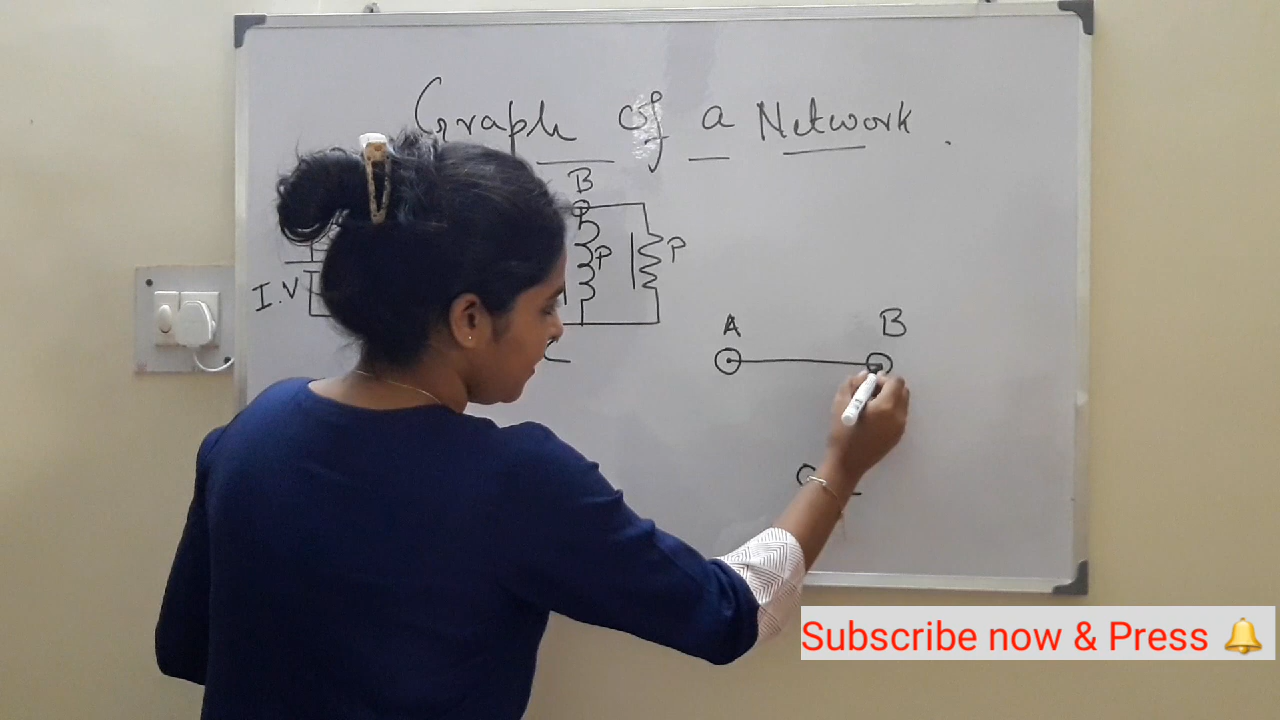 Graph of a Network.
B
P P
I.V
A B
C
Subscribe now & Press 🔔